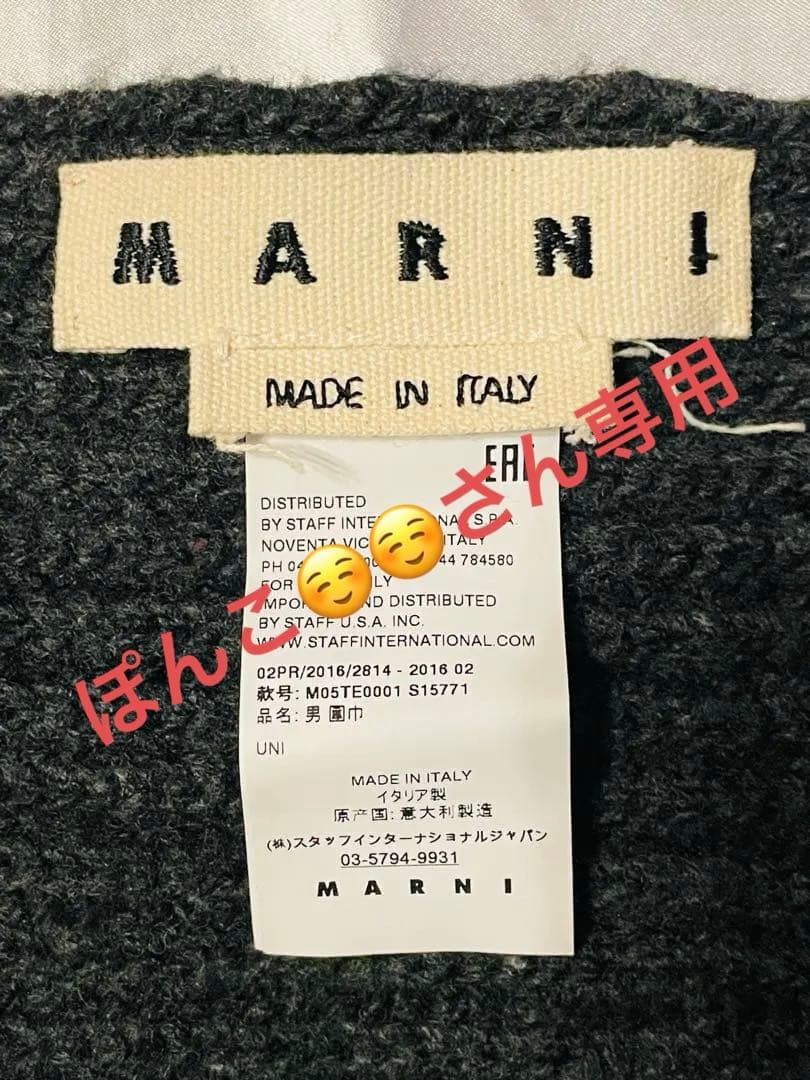 MARNI
MADE IN ITALY
ぽんこ☺️☺️さん専用
DISTRIBUTED
BY STAFF S.P.A.
NOVENTA ITALY
PH 784580
FOR
AND DISTRIBUTED
BY STAFF U.S.A. INC.
WWW.STAFFINTERNATIONAL.COM
02PR/2016/2814 - 2016 02
款号: M05TE0001 S15771
品名: 男 圍巾
UNI
MADE IN ITALY
イタリア製
原产国: 意大利製造
(株)スタッフインターナショナルジャパン
03-5794-9931
MARNI